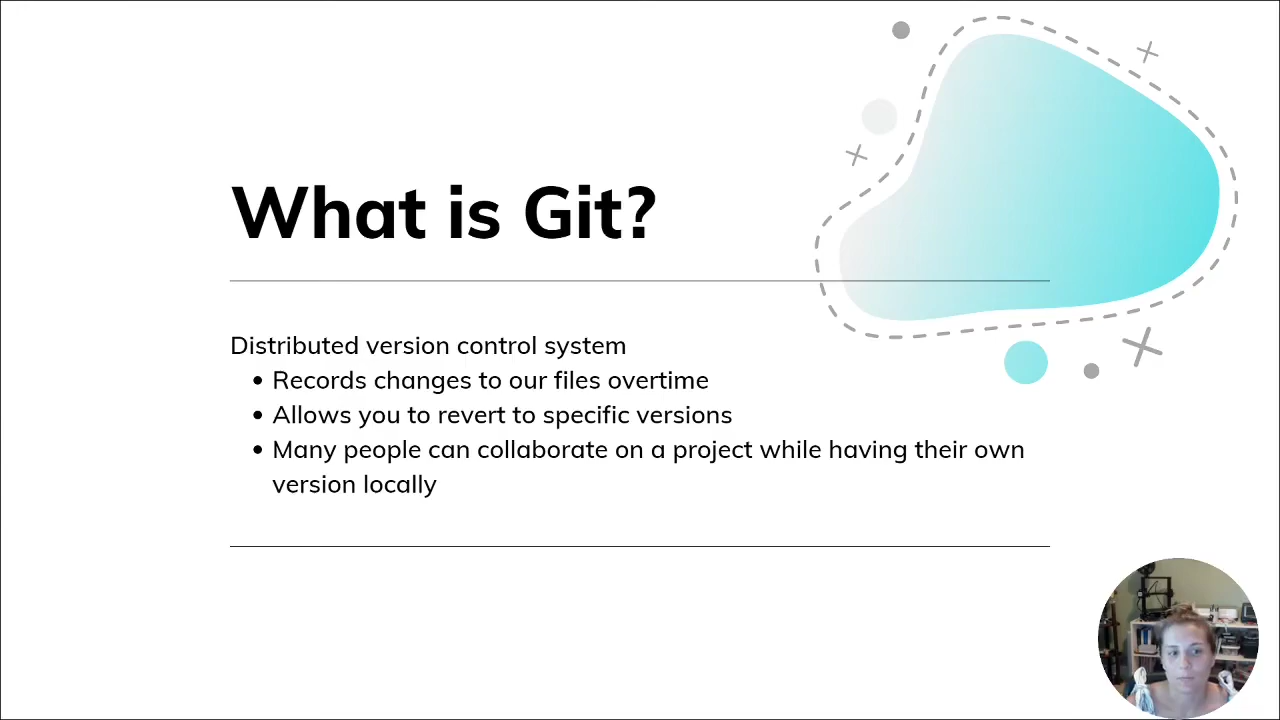 What is Git?
Distributed version control system
• Records changes to our files overtime
• Allows you to revert to specific versions
• Many people can collaborate on a project while having their own
version locally